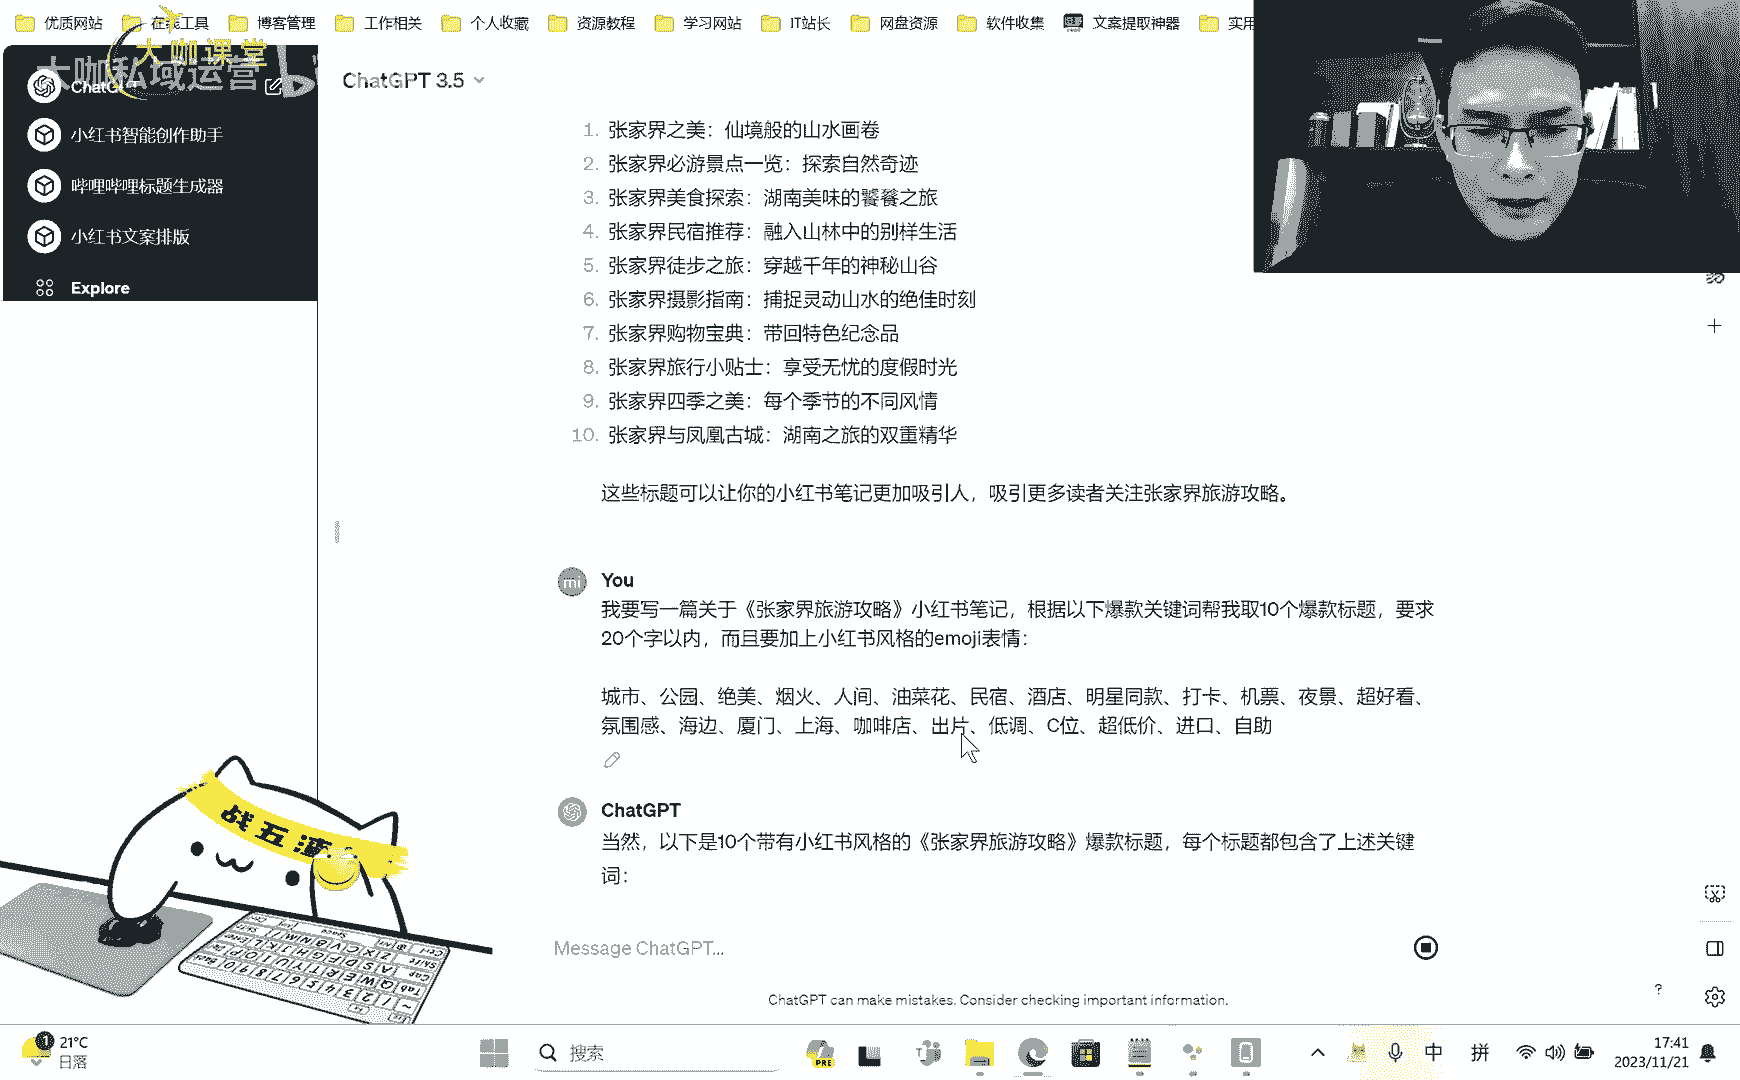 优质网站
在线工具
博客管理
工作相关
个人收藏
资源教程
学习网站
IT站长
网盘资源
软件收集
文案提取神器
实用
大咖课堂
大咖私域运营
ChatGPT
小红书智能创作助手
哔哩哔哩标题生成器
小红书文案排版
Explore
ChatGPT 3.5
1. 张家界之美：仙境般的山水画卷
2. 张家界必游景点一览：探索自然奇迹
3. 张家界美食探索：湖南美味的饕餮之旅
4. 张家界民宿推荐：融入山林中的别样生活
5. 张家界徒步之旅：穿越千年的神秘山谷
6. 张家界摄影指南：捕捉灵动山水的绝佳时刻
7. 张家界购物宝典：带回特色纪念品
8. 张家界旅行小贴士：享受无忧的度假时光
9. 张家界四季之美：每个季节的不同风情
10. 张家界与凤凰古城：湖南之旅的双重精华
这些标题可以让你的小红书笔记更加吸引人，吸引更多读者关注张家界旅游攻略。
mi
You
我要写一篇关于《张家界旅游攻略》小红书笔记，根据以下爆款关键词帮我取10个爆款标题，要求
20个字以内，而且要加上小红书风格的emoji表情：
城市、公园、绝美、烟火、人间、油菜花、民宿、酒店、明星同款、打卡、机票、夜景、超好看、
氛围感、海边、厦门、上海、咖啡店、出片、低调、C位、超低价、进口、自助
ChatGPT
当然，以下是10个带有小红书风格的《张家界旅游攻略》爆款标题，每个标题都包含了上述关键
词：
Message ChatGPT...
ChatGPT can make mistakes. Consider checking important information.
?
战五渣
1
21°C
日落
搜索
PRE
中
拼
17:41
2023/11/21